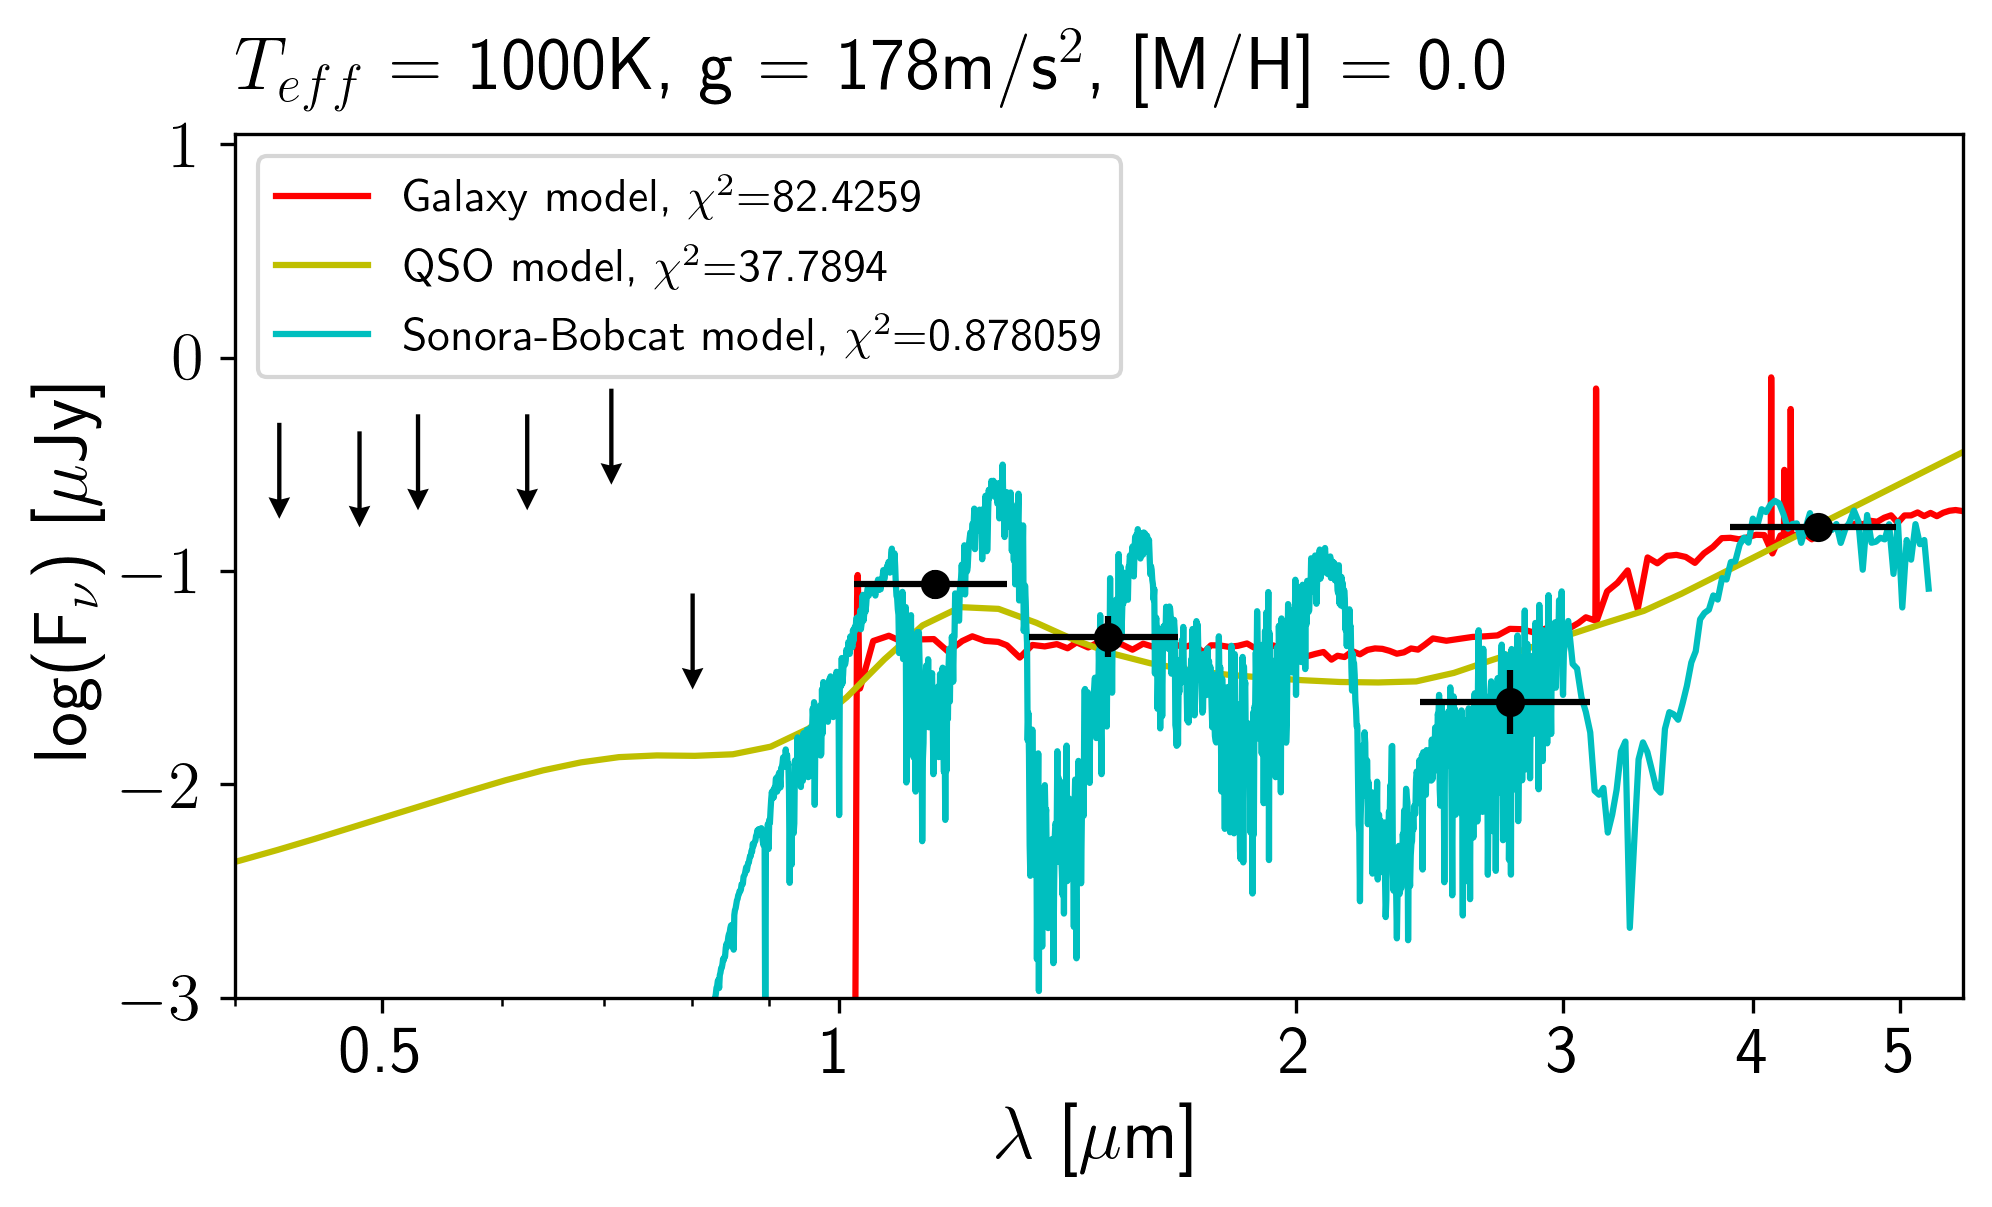 T_eff = 1000K, g = 178m/s², [M/H] = 0.0
1
0
−1
−2
−3
log(Fν) [μJy]
Galaxy model, χ²=82.4259
QSO model, χ²=37.7894
Sonora-Bobcat model, χ²=0.878059
0.5 1 2 3 4 5
λ [μm]